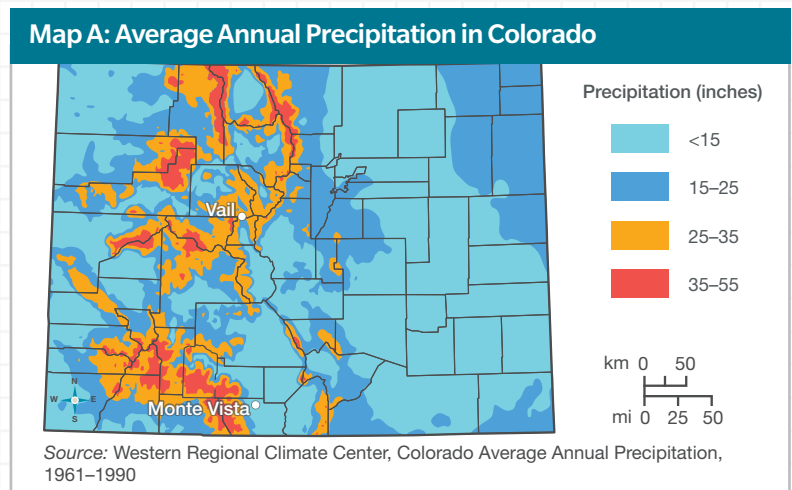 Map A: Average Annual Precipitation in Colorado
Precipitation (inches)
<15
15–25
25–35
35–55
Vail
Monte Vista
N
W E
S
km 0 50
mi 0 25 50
Source: Western Regional Climate Center, Colorado Average Annual Precipitation,
1961–1990